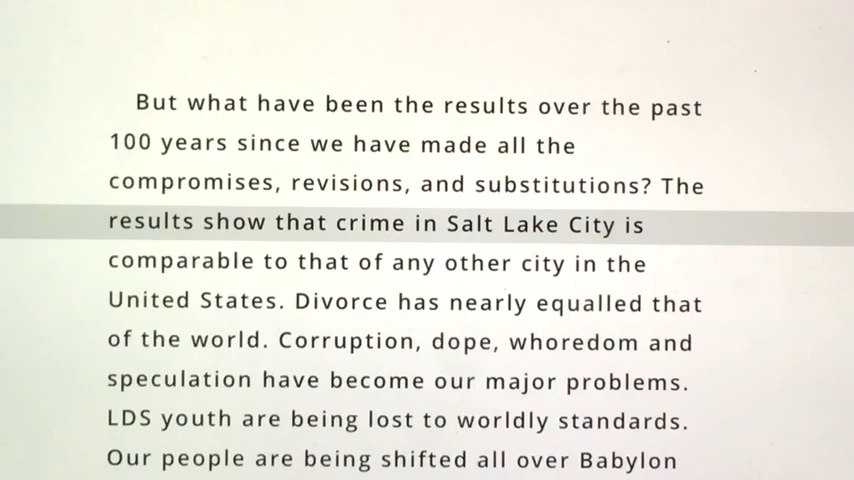 But what have been the results over the past
100 years since we have made all the
compromises, revisions, and substitutions? The
results show that crime in Salt Lake City is
comparable to that of any other city in the
United States. Divorce has nearly equalled that
of the world. Corruption, dope, whoredom and
speculation have become our major problems.
LDS youth are being lost to worldly standards.
Our people are being shifted all over Babylon